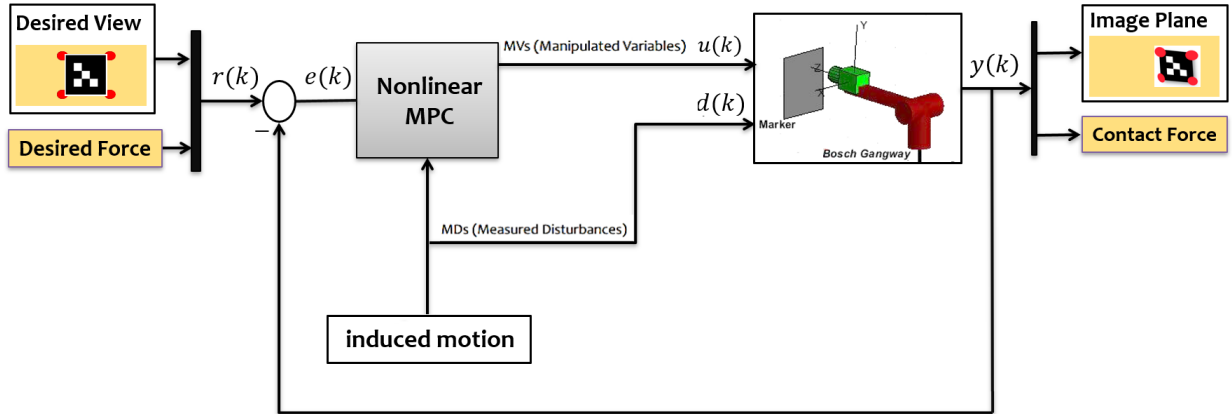 Desired View
Desired Force
r(k)
e(k)
−
Nonlinear
MPC
MVs (Manipulated Variables)
u(k)
d(k)
MDs (Measured Disturbances)
induced motion
Y
Z
X
Marker
Bosch Gangway
y(k)
Image Plane
Contact Force